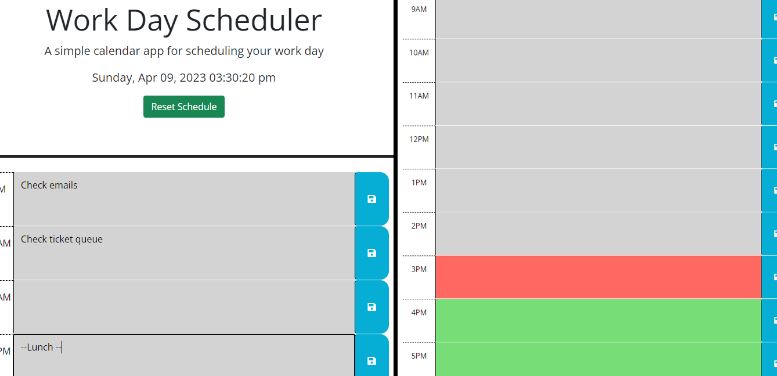 Work Day Scheduler
A simple calendar app for scheduling your work day
Sunday, Apr 09, 2023 03:30:20 pm
Reset Schedule
M
Check emails
AM
Check ticket queue
AM
PM
--Lunch --
9AM
10AM
11AM
12PM
1PM
2PM
3PM
4PM
5PM